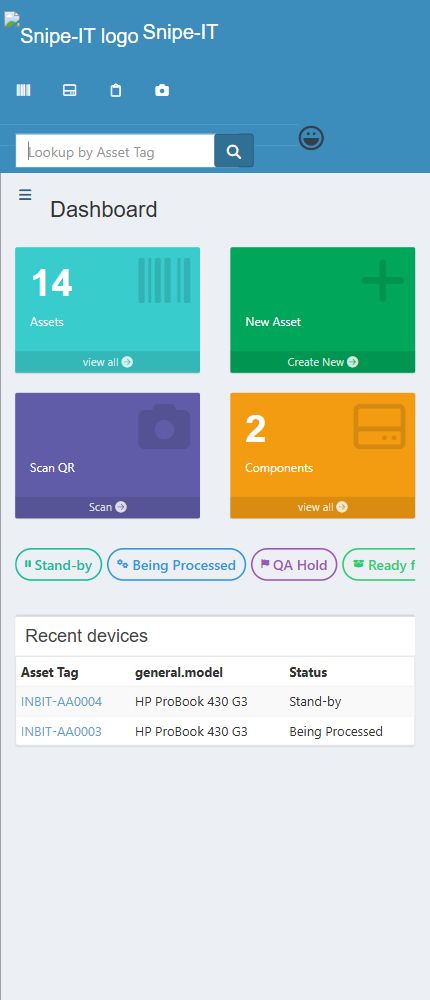 Snipe-IT logo Snipe-IT
Lookup by Asset Tag
Dashboard
14
Assets
view all
New Asset
Create New
Scan QR
Scan
2
Components
view all
Stand-by Being Processed QA Hold Ready f
Recent devices
Asset Tag general.model Status
INBIT-AA0004 HP ProBook 430 G3 Stand-by
INBIT-AA0003 HP ProBook 430 G3 Being Processed